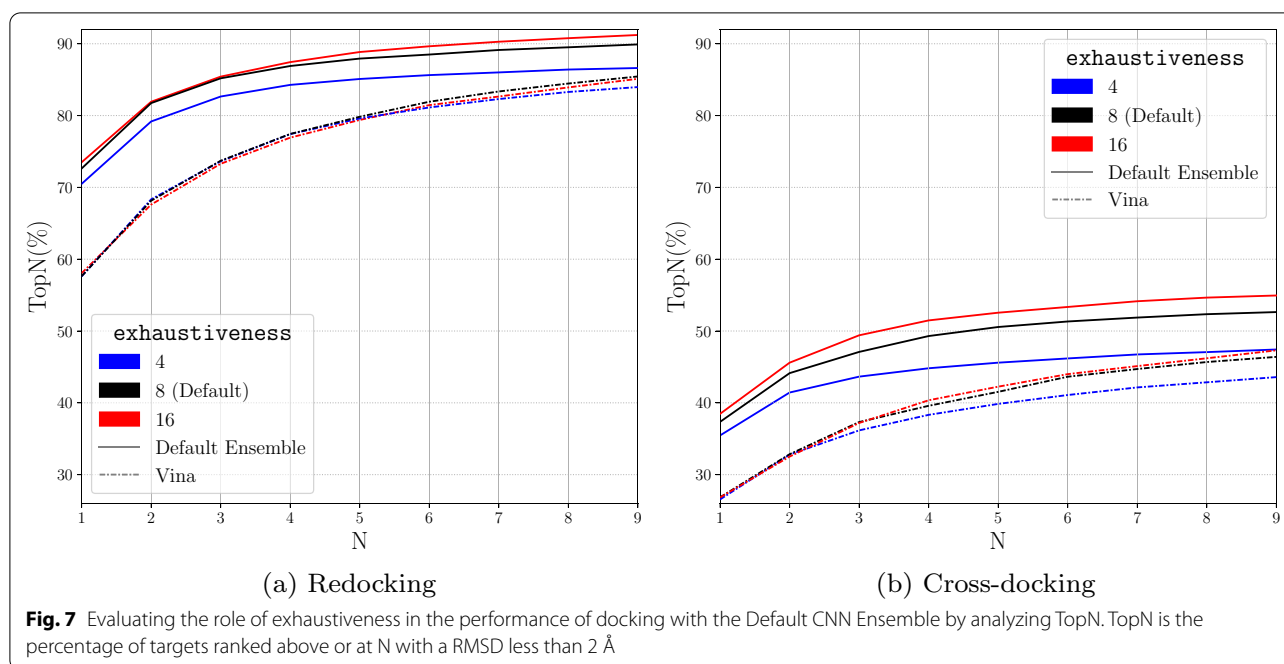 90
80
70
60
50
40
30
TopN(%)
exhaustiveness
4
8 (Default)
16
Default Ensemble
Vina
1 2 3 4 5 6 7 8 9
N
(a) Redocking
90
80
70
60
50
40
30
TopN(%)
exhaustiveness
4
8 (Default)
16
Default Ensemble
Vina
1 2 3 4 5 6 7 8 9
N
(b) Cross-docking
Fig. 7 Evaluating the role of exhaustiveness in the performance of docking with the Default CNN Ensemble by analyzing TopN. TopN is the
percentage of targets ranked above or at N with a RMSD less than 2 Å